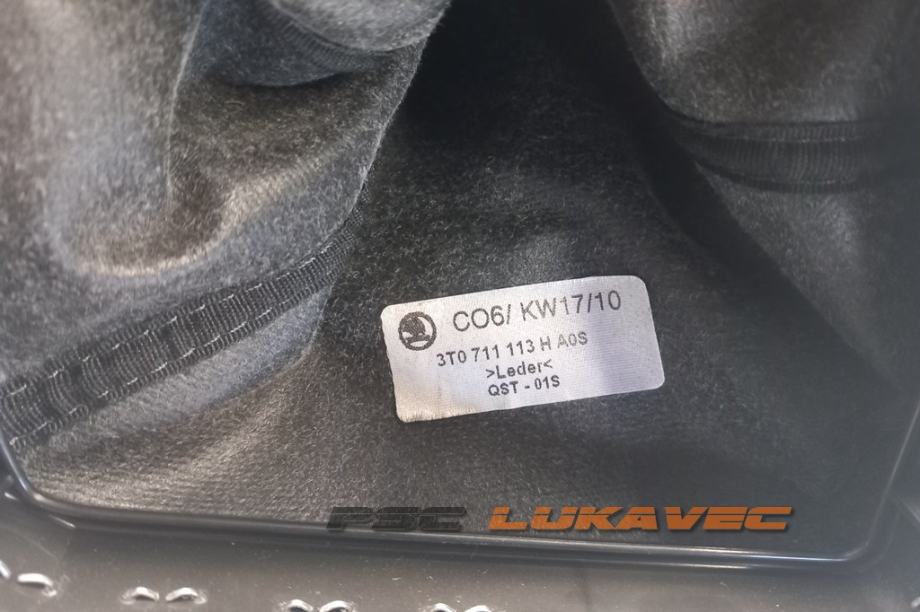 CO6/ KW17/10
3T0 711 113 H A0S
>Leder<
QST - 01S
PSC LUKAVEC